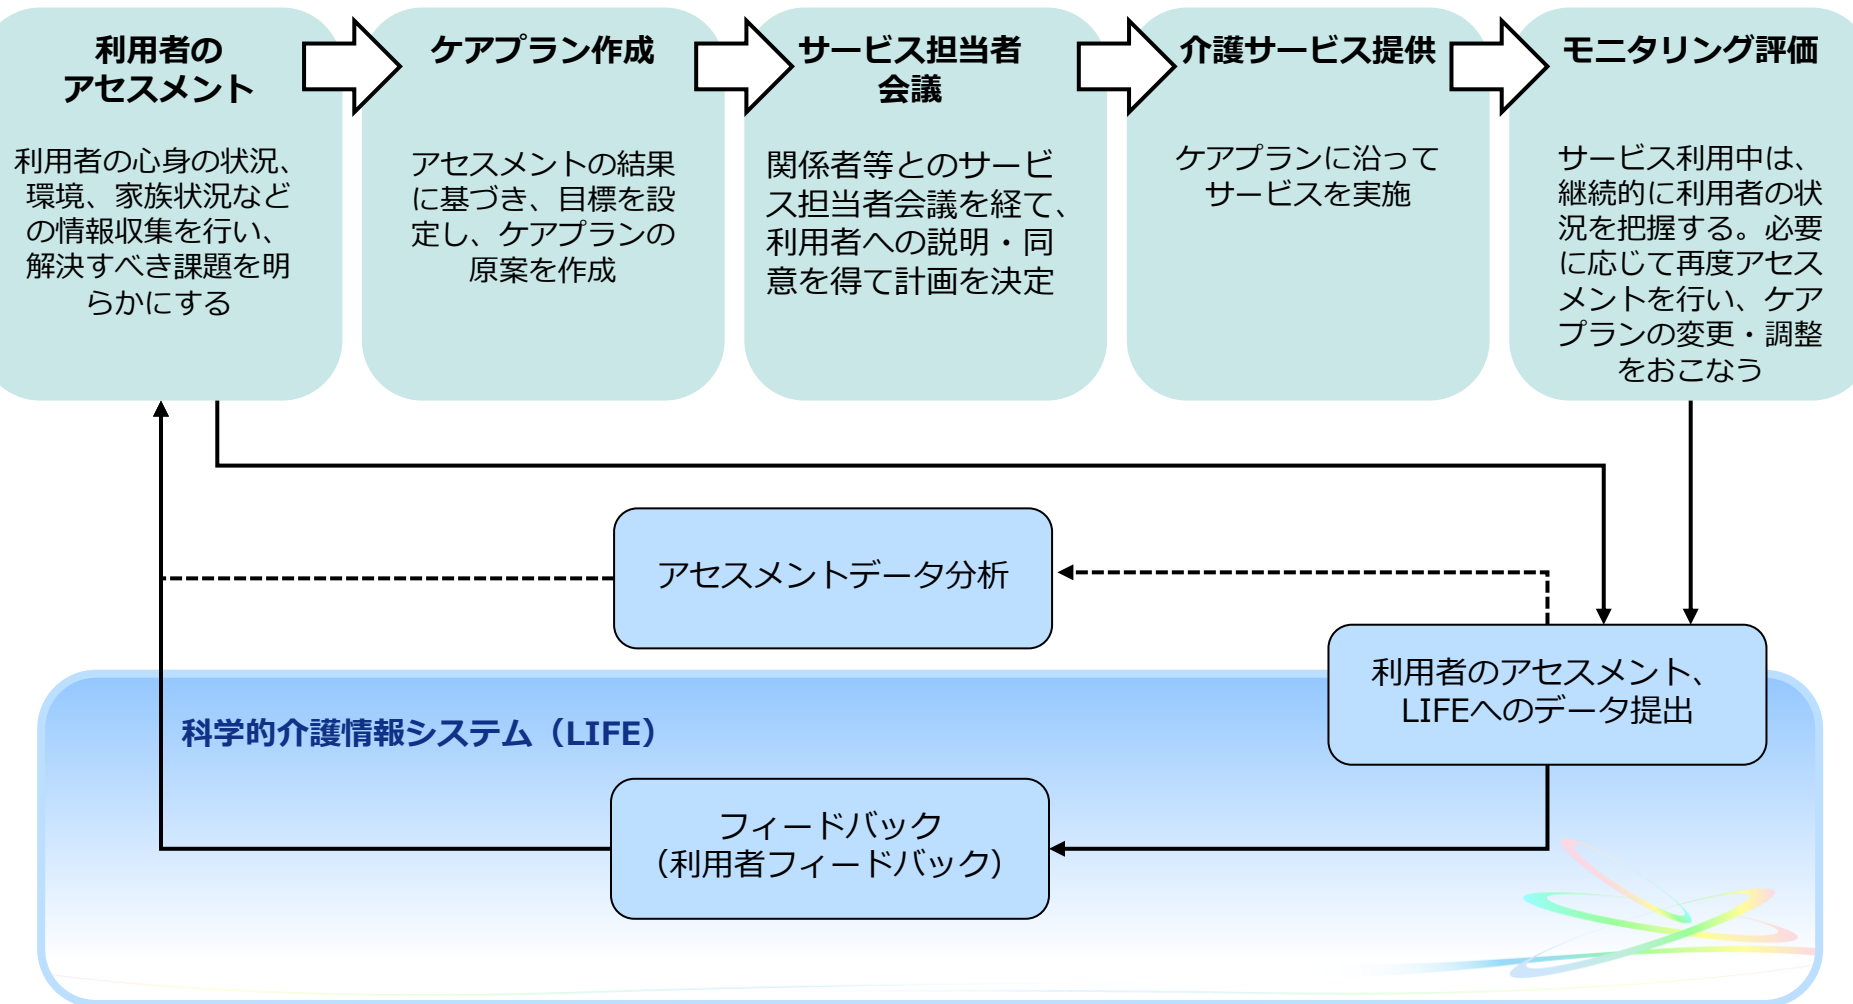 利用者の
アセスメント
利用者の心身の状況、
環境、家族状況など
の情報収集を行い、
解決すべき課題を明
らかにする
ケアプラン作成
アセスメントの結果
に基づき、目標を設
定し、ケアプランの
原案を作成
サービス担当者
会議
関係者等とのサービ
ス担当者会議を経て、
利用者への説明・同
意を得て計画を決定
介護サービス提供
ケアプランに沿って
サービスを実施
モニタリング評価
サービス利用中は、
継続的に利用者の状
況を把握する。必要
に応じて再度アセス
メントを行い、ケア
プランの変更・調整
をおこなう
アセスメントデータ分析
利用者のアセスメント、
LIFEへのデータ提出
科学的介護情報システム（LIFE）
フィードバック
（利用者フィードバック）